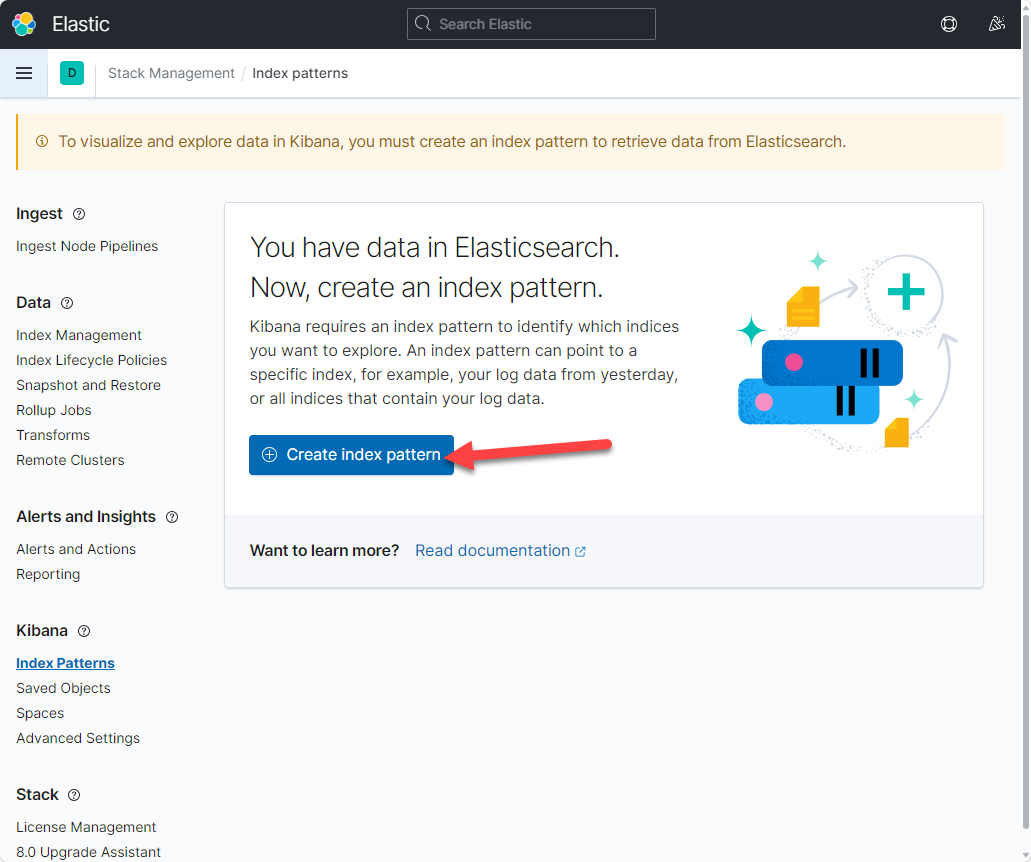 Elastic
Search Elastic
D
Stack Management / Index patterns
To visualize and explore data in Kibana, you must create an index pattern to retrieve data from Elasticsearch.
Ingest
Ingest Node Pipelines
Data
Index Management
Index Lifecycle Policies
Snapshot and Restore
Rollup Jobs
Transforms
Remote Clusters
Alerts and Insights
Alerts and Actions
Reporting
Kibana
Index Patterns
Saved Objects
Spaces
Advanced Settings
Stack
License Management
8.0 Upgrade Assistant
You have data in Elasticsearch.
Now, create an index pattern.
Kibana requires an index pattern to identify which indices
you want to explore. An index pattern can point to a
specific index, for example, your log data from yesterday,
or all indices that contain your log data.
Create index pattern
Want to learn more? Read documentation